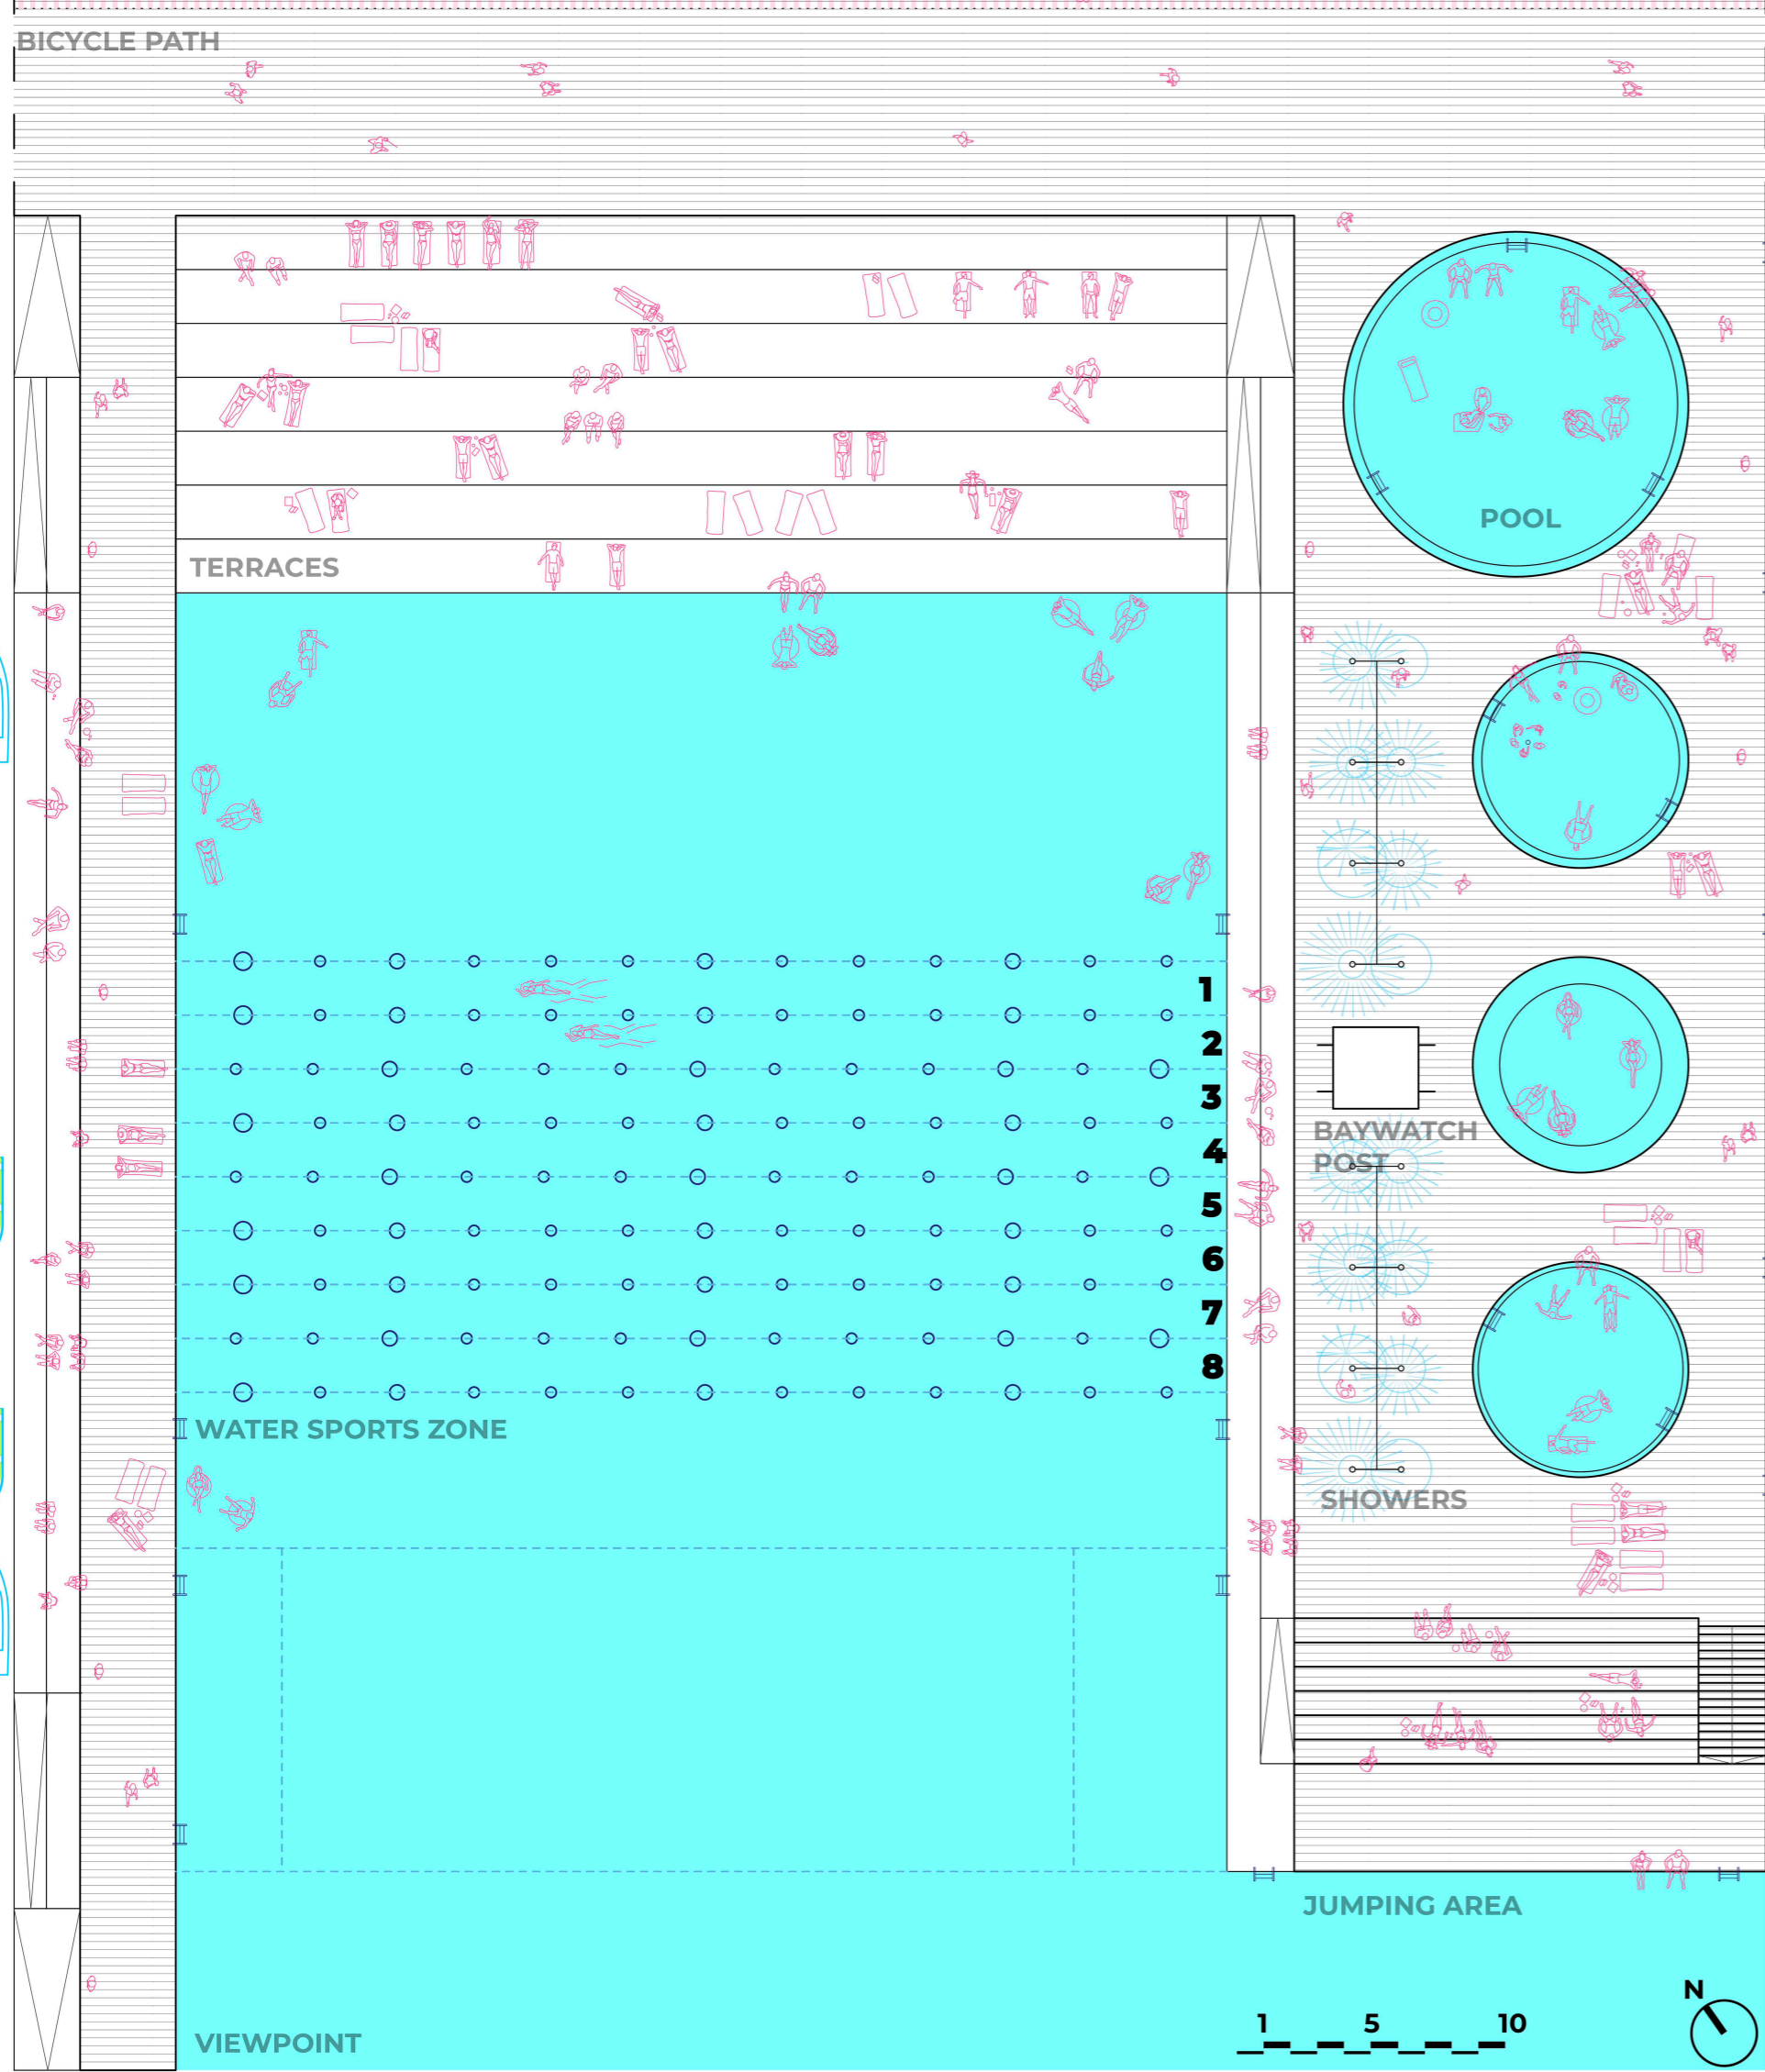 BICYCLE PATH
POOL
TERRACES
1
2
3
BAYWATCH
POST
4
5
6
7
8
WATER SPORTS ZONE
SHOWERS
JUMPING AREA
N
1 5 10
VIEWPOINT